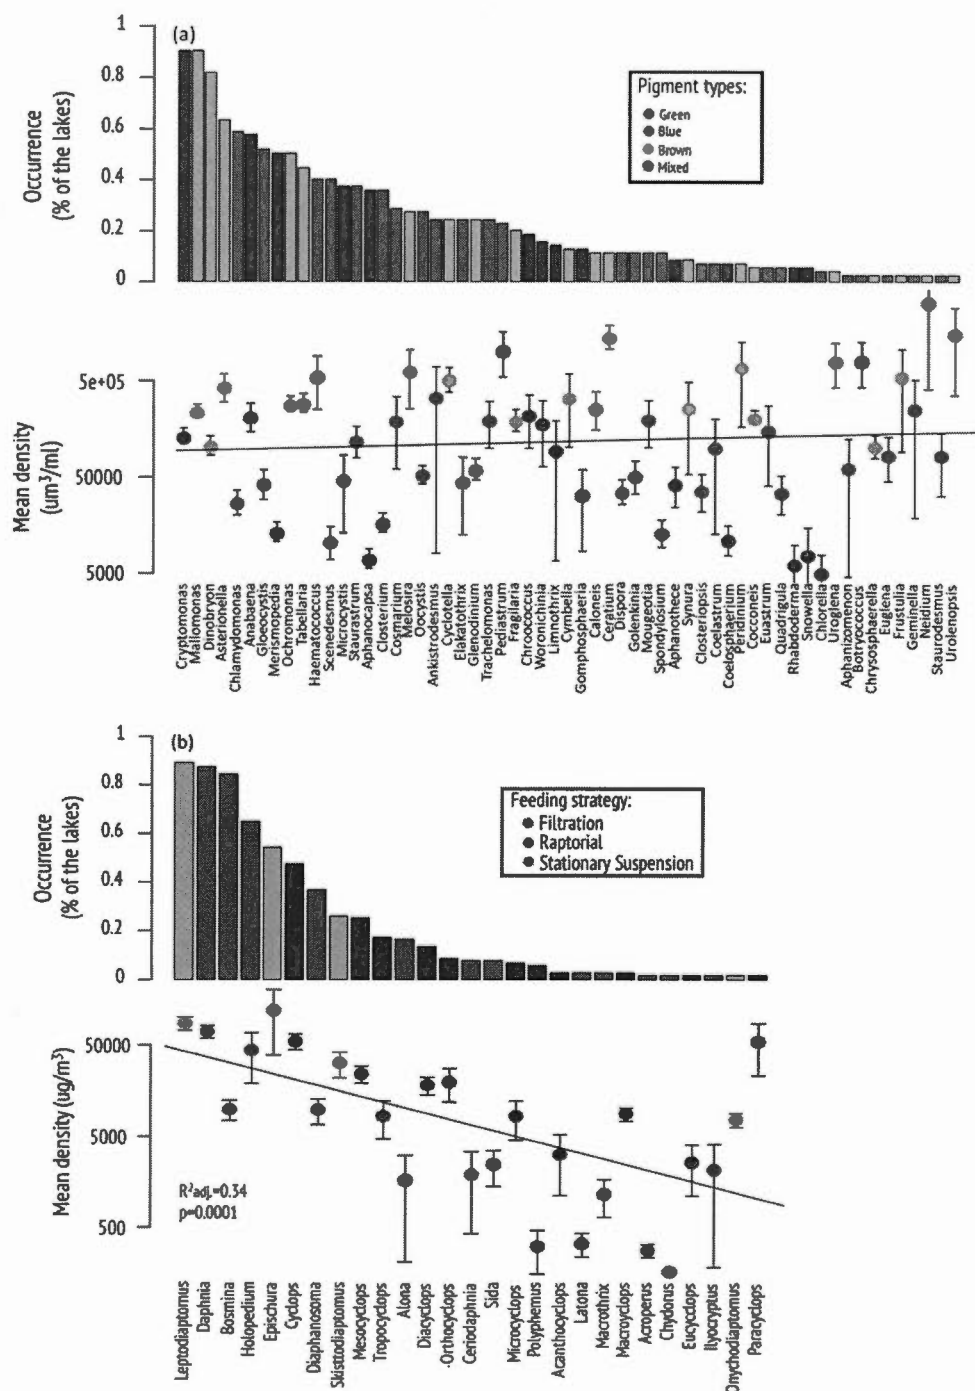 (a)
1
0.8
0.6
0.4
0.2
0
Occurrence
(% of the lakes)
Pigment types:
Green
Blue
Brown
Mixed
5e+05
50000
5000
Mean density
(um³/ml)
Cryptomonas
Mallomonas
Dinobryon
Asterionella
Chlamydomonas
Anabaena
Gloeocystis
Merismopedia
Ochromonas
Tabellaria
Haematococcus
Scenedesmus
Microcystis
Staurastrum
Aphanocapsa
Closterium
Cosmarium
Melosira
Oocystis
Ankistrodesmus
Cyclotella
Elakatothrix
Glenodinium
Trachelomonas
Pediastrum
Fragilaria
Chroococcus
Woronichinia
Limnothrix
Cymbella
Gomphosphaeria
Caloneis
Ceratium
Dispora
Golenkinia
Mougeotia
Spondylosium
Aphanothece
Synura
Closteriopsis
Coelastrum
Coelosphaerium
Peridinium
Cocconeis
Euastrum
Quadrigula
Rhabdoderma
Snowella
Chlorella
Uroglena
Aphanizomenon
Botryococcus
Chrysosphaerella
Euglena
Frustulia
Geminella
Nedium
Staurodesmus
Urolenopsis
(b)
1
0.8
0.6
0.4
0.2
0
Occurrence
(% of the lakes)
Feeding strategy:
Filtration
Raptorial
Stationary Suspension
50000
5000
500
Mean density (ug/m³)
R²adj.=0.34
p=0.0001
Leptodiaptomus
Daphnia
Bosmina
Holopedium
Epischura
Cyclops
Diaphanosoma
Skisttodiaptomus
Mesocyclops
Tropocyclops
Alona
Diacyclops
Orthocyclops
Ceriodaphnia
Sida
Microcyclops
Polyphemus
Acanthocyclops
Latona
Macrothrix
Macroyclops
Acroperus
Chydorus
Eucyclops
Ilyocryptus
Onychodiaptomus
Paracyclops